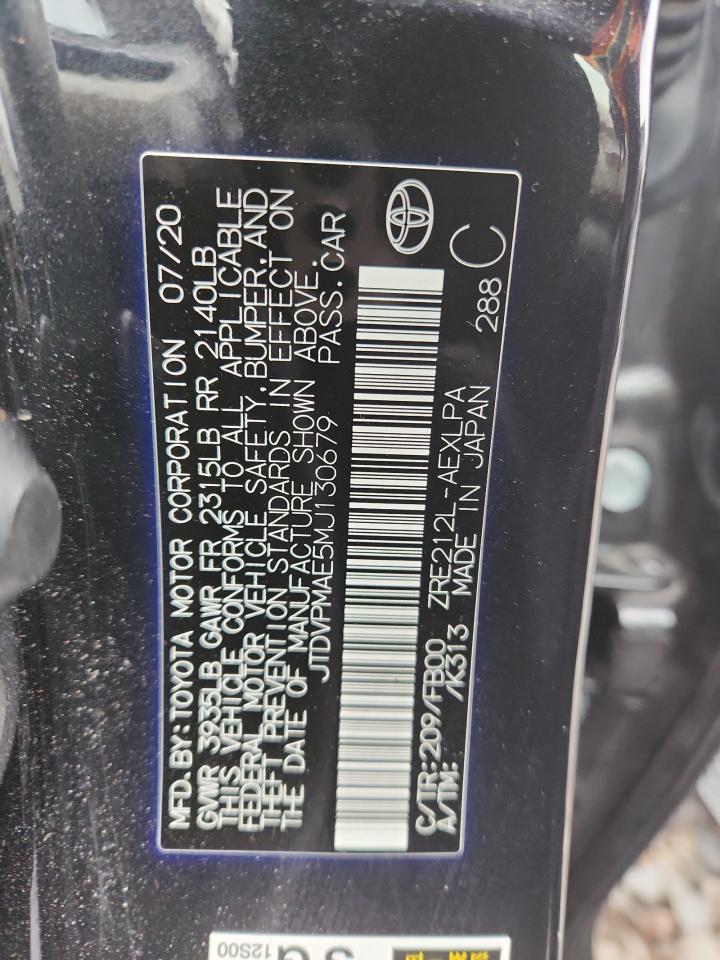 MFD.BY:TOYOTA MOTOR CORPORATION 07/20
GVWR 3935LB GAWR FR 2315LB RR 2140LB
THIS VEHICLE CONFORMS TO ALL APPLICABLE
FEDERAL MOTOR VEHICLE SAFETY, BUMPER, AND
THEFT PREVENTION STANDARDS IN EFFECT ON
THE DATE OF MANUFACTURE SHOWN ABOVE.
JTDVPMAE5MJ130679 PASS.CAR
C/TR:209/FB00 ZRE212L-AEXLPA
A/TM: /K313 MADE IN JAPAN 288 C
12S00